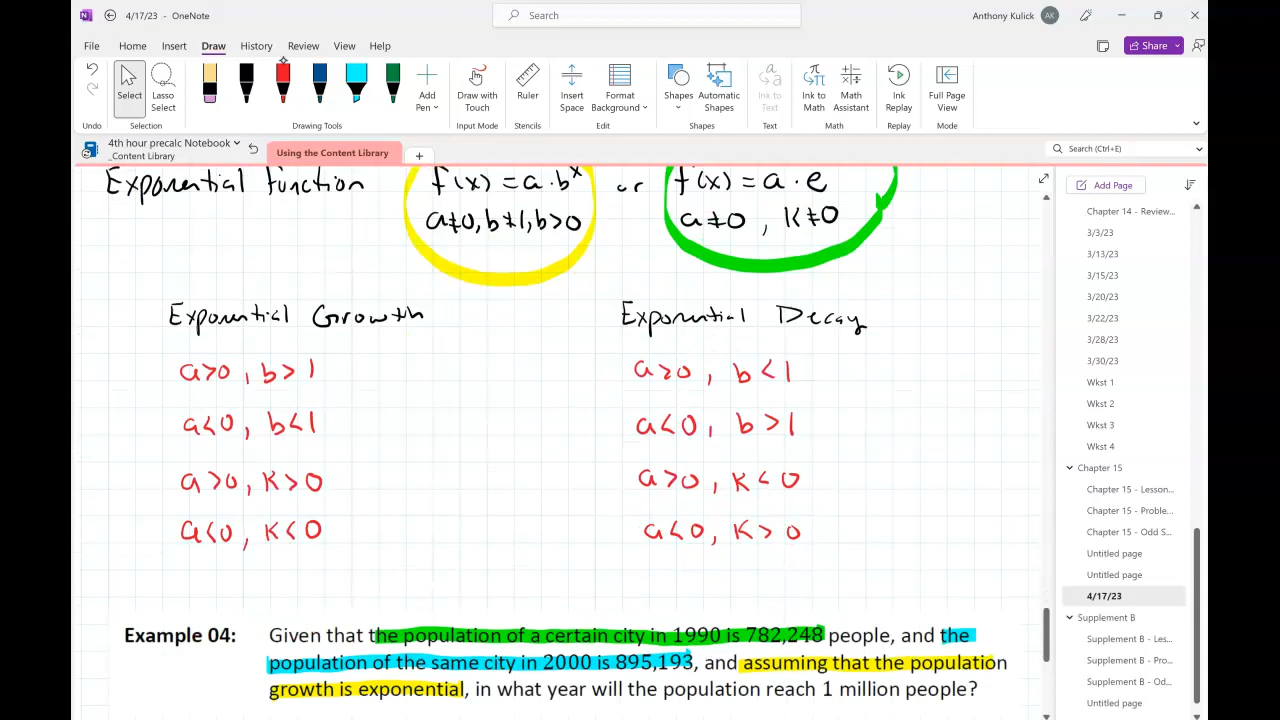 4/17/23 - OneNote
Search
Anthony Kulick
AK
File Home Insert Draw History Review View Help
Share
Select
Lasso Select
Add Pen
Draw with Touch
Ruler
Insert Space
Format Background
Shapes
Automatic Shapes
Ink to Text
Ink to Math
Math Assistant
Ink Replay
Full Page View
Undo Selection Drawing Tools Input Mode Stencils Edit Shapes Text Math Replay Mode
4th hour precalc Notebook
_Content Library
Using the Content Library
+
Search (Ctrl+E)
Add Page
Exponential function f(x) = a · b^x or f(x) = a · e
a≠0, b≠1, b>0 a≠0, K≠0
Exponential Growth Exponential Decay
a>0, b>1 a>0, b<1
a<0, b<1 a<0, b>1
a>0, K>0 a>0, K<0
a<0, K<0 a<0, K>0
Example 04: Given that the population of a certain city in 1990 is 782,248 people, and the
population of the same city in 2000 is 895,193, and assuming that the population
growth is exponential, in what year will the population reach 1 million people?
Chapter 14 - Review...
3/3/23
3/13/23
3/15/23
3/20/23
3/22/23
3/28/23
3/30/23
Wkst 1
Wkst 2
Wkst 3
Wkst 4
Chapter 15
Chapter 15 - Lesson...
Chapter 15 - Proble...
Chapter 15 - Odd S...
Untitled page
Untitled page
4/17/23
Supplement B
Supplement B - Les...
Supplement B - Pro...
Supplement B - Od...
Untitled page